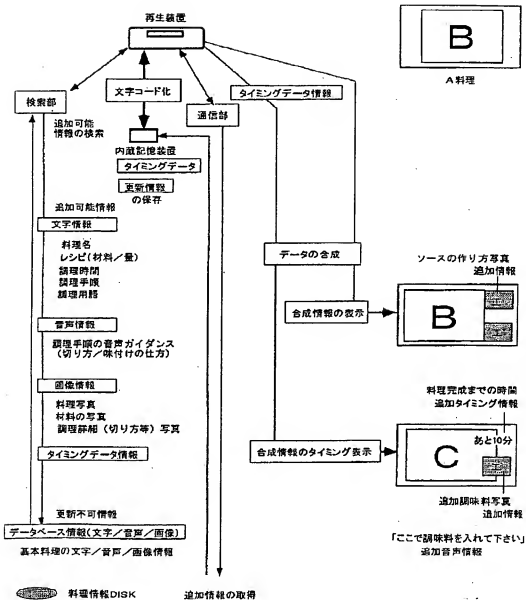 再生装置
B
A料理
検索部
文字コード化
通信部
タイミングデータ情報
追加可能
情報の検索
内蔵記憶装置
タイミングデータ
更新情報
の保存
追加可能情報
文字情報
料理名
レシピ(材料/量)
調理時間
調理手順
調理用語
データの合成
ソースの作り方写真
追加情報
合成情報の表示
B
音声情報
調理手順の音声ガイダンス
(切り方/味付けの仕方)
画像情報
料理写真
材料の写真
調理詳細(切り方等)写真
タイミングデータ情報
料理完成までの時間
追加タイミング情報
合成情報のタイミング表示
あと10分
C
追加調味料写真
追加情報
更新不可情報
データベース情報(文字/音声/画像)
基本料理の文字/音声/画像情報
「ここで調味料を入れて下さい」
追加音声情報
料理情報DISK
追加情報の取得